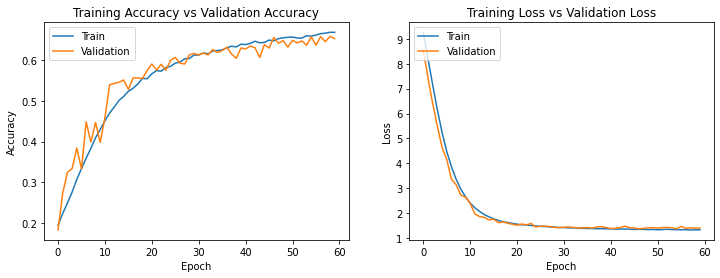 Training Accuracy vs Validation Accuracy
Train
Validation
Accuracy
0.6
0.5
0.4
0.3
0.2
0 10 20 30 40 50 60
Epoch
Training Loss vs Validation Loss
Train
Validation
Loss
9
8
7
6
5
4
3
2
1
0 10 20 30 40 50 60
Epoch